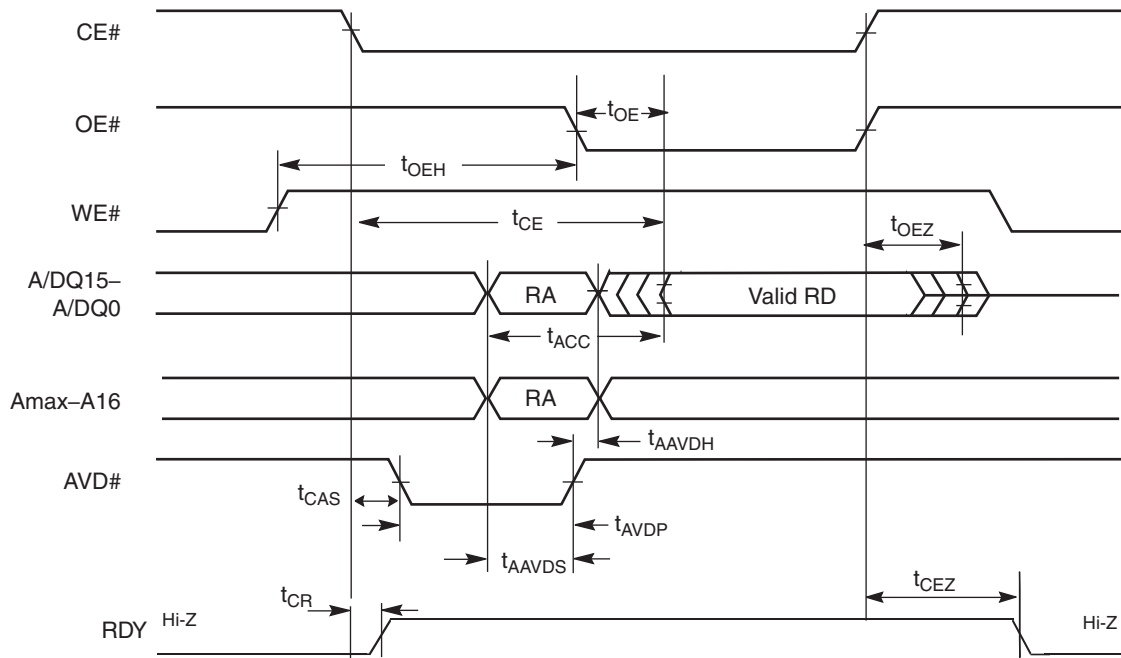 CE#
OE#
tOE
tOEH
WE#
tCE
tOEZ
A/DQ15–
A/DQ0
RA
Valid RD
tACC
Amax–A16
RA
tAAVDH
AVD#
tCAS
tAVDP
tAAVDS
tCR
tCEZ
RDY
Hi-Z
Hi-Z